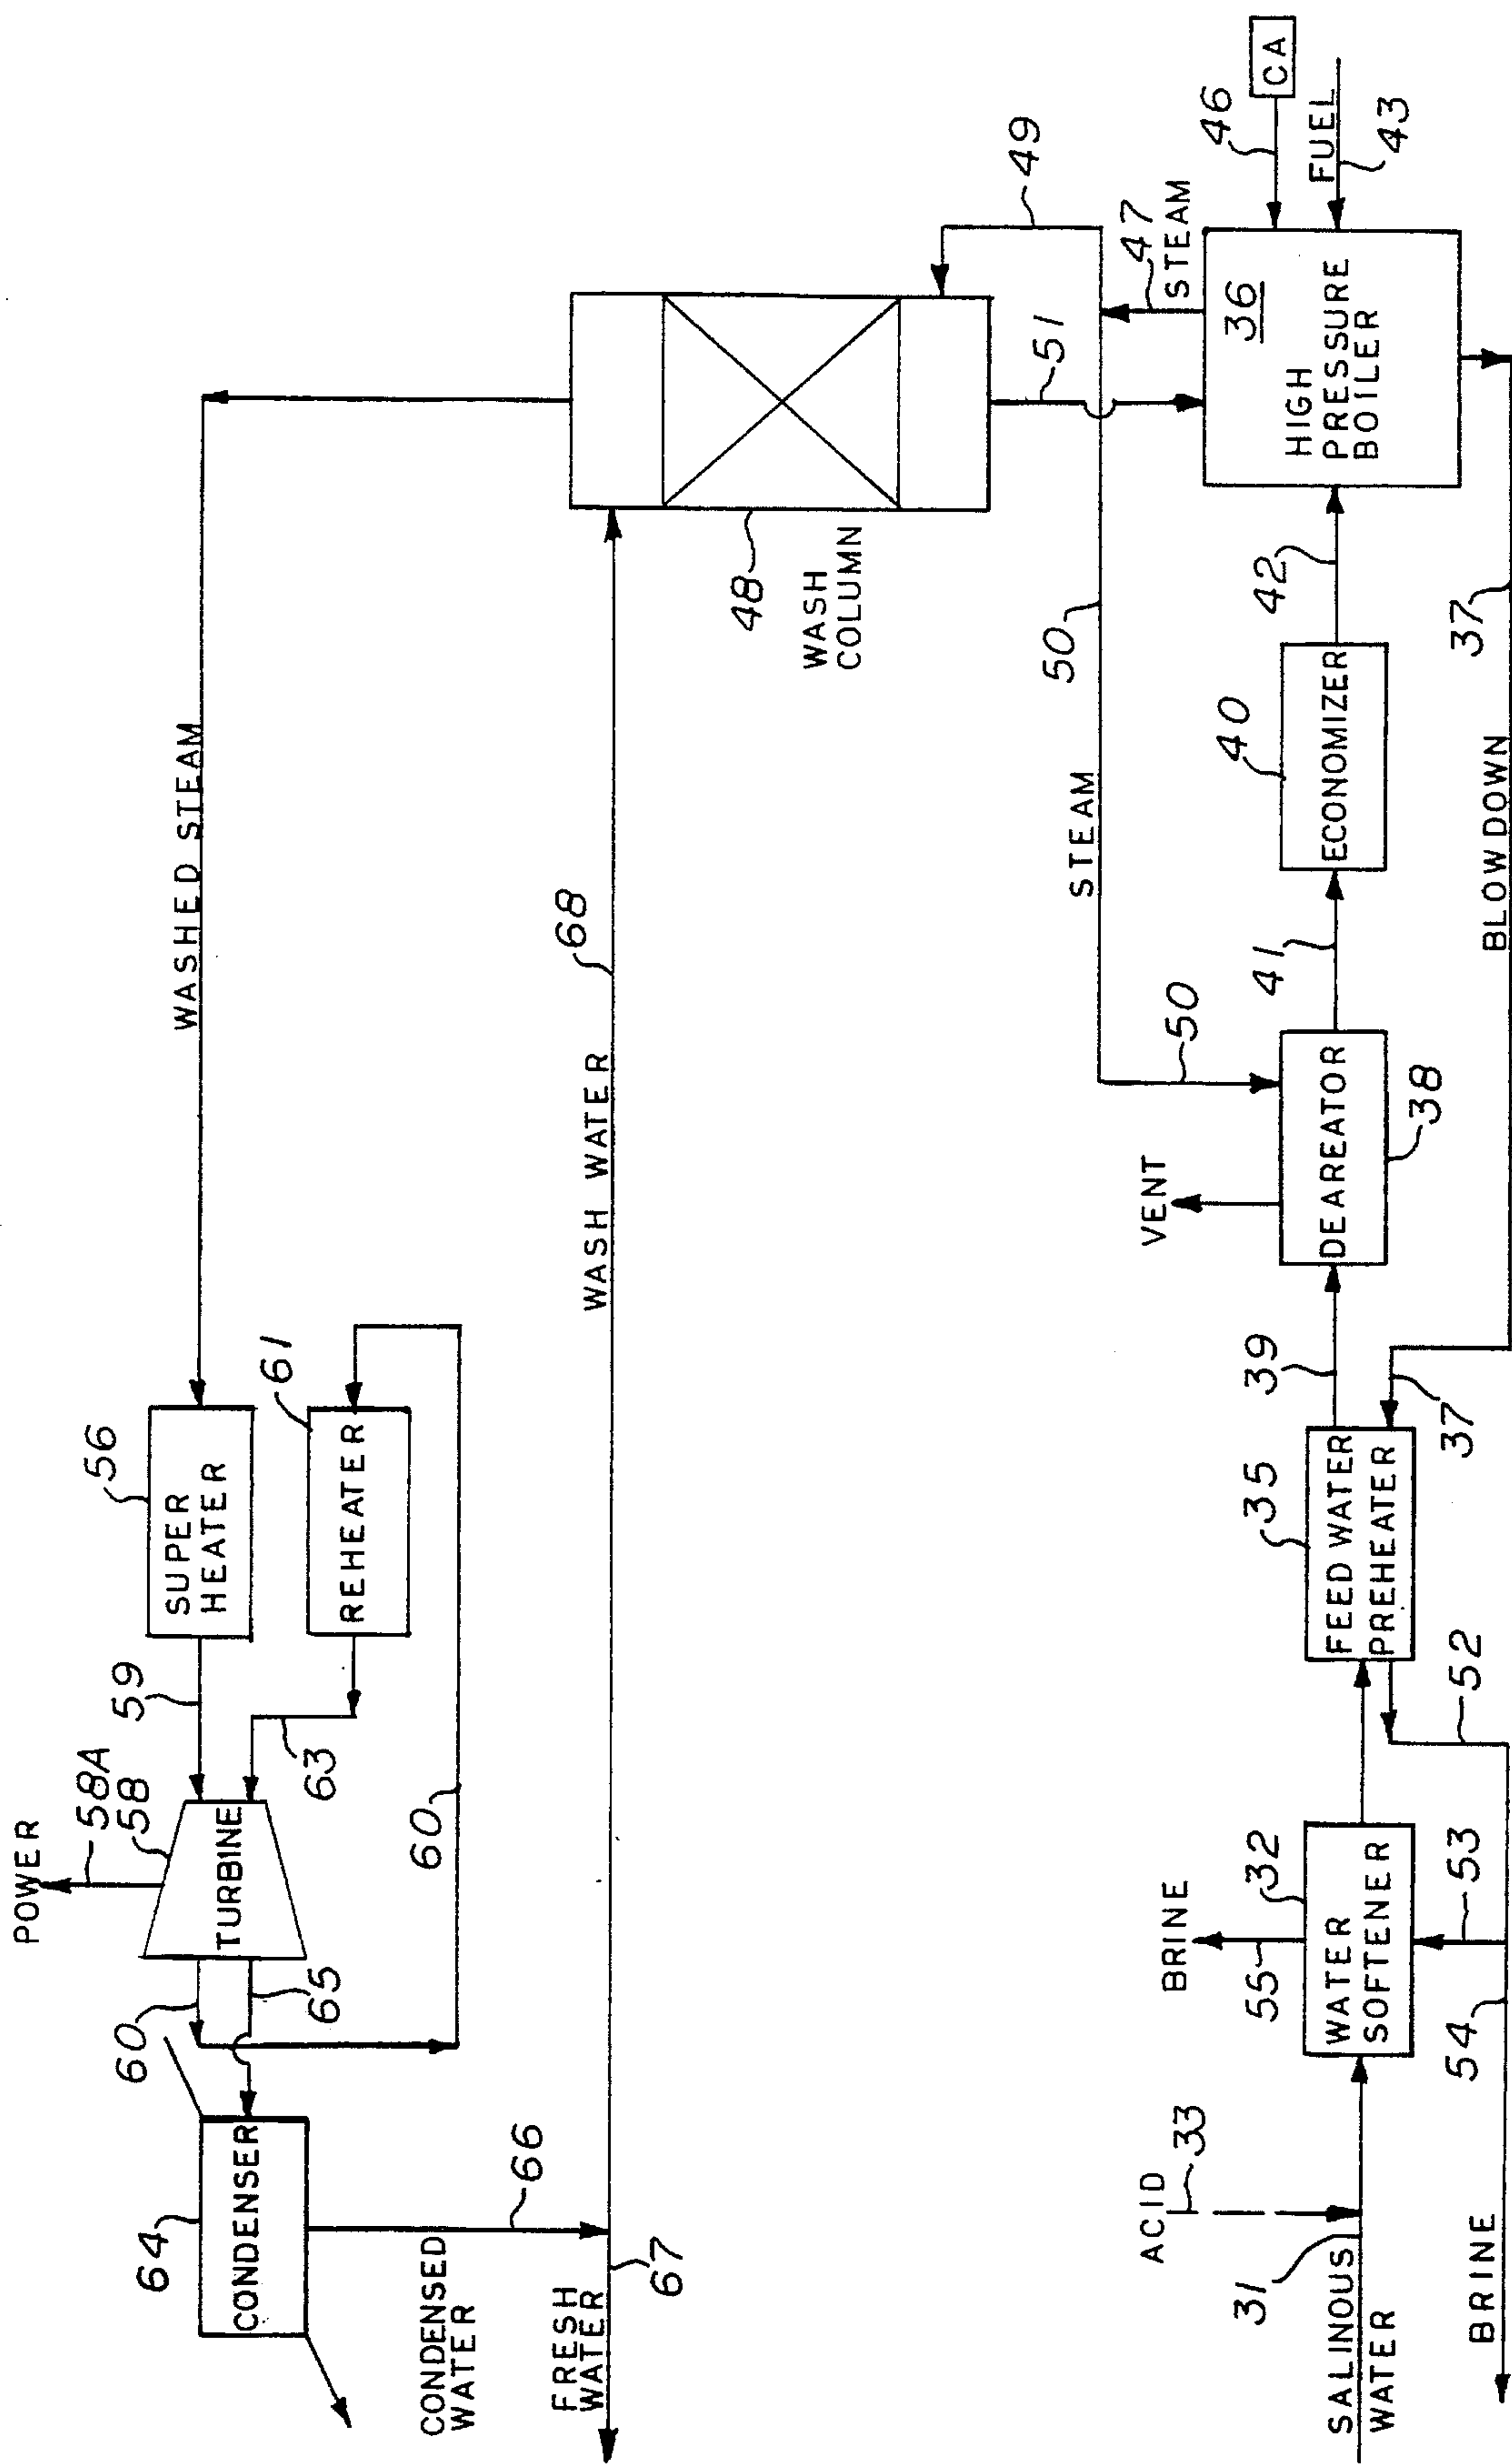 POWER
58A
58
TURBINE
59
56
SUPER
HEATER
WASHED STEAM
60
65
63
61
REHEATER
60
64
CONDENSER
CONDENSED
WATER
66
FRESH
WATER
67
WASH WATER
68
48
WASH
COLUMN
49
51
50
STEAM
47
STEAM
46
CA
FUEL
43
36
HIGH
PRESSURE
BOILER
42
40
ECONOMIZER
41
50
VENT
DEAREATOR
38
39
35
FEED WATER
PREHEATER
37
37
BLOWDOWN
52
BRINE
55
32
WATER
SOFTENER
53
54
ACID
33
31
SALINOUS
WATER
BRINE